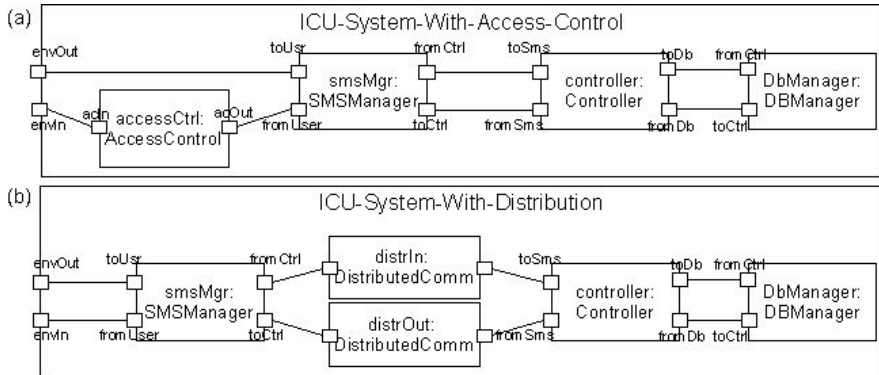 (a)
ICU-System-With-Access-Control
envOut
toUsr
fromCtrl
toSms
toDb
fromCtrl
smsMgr:
SMSManager
controller:
Controller
DbManager:
DBManager
envIn
acIn
accessCtrl:
AccessControl
acOut
fromUser
toCtrl
fromSms
fromDb
toCtrl
(b)
ICU-System-With-Distribution
envOut
toUsr
fromCtrl
distrIn:
DistributedComm
toSms
toDb
fromCtrl
smsMgr:
SMSManager
controller:
Controller
DbManager:
DBManager
envIn
fromUser
toCtrl
distrOut:
DistributedComm
fromSms
fromDb
toCtrl